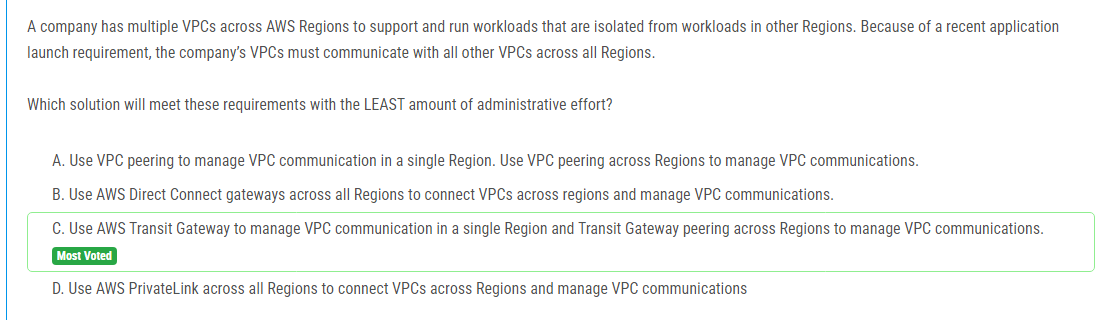 A company has multiple VPCs across AWS Regions to support and run workloads that are isolated from workloads in other Regions. Because of a recent application
launch requirement, the company's VPCs must communicate with all other VPCs across all Regions.
Which solution will meet these requirements with the LEAST amount of administrative effort?
A. Use VPC peering to manage VPC communication in a single Region. Use VPC peering across Regions to manage VPC communications.
B. Use AWS Direct Connect gateways across all Regions to connect VPCs across regions and manage VPC communications.
C. Use AWS Transit Gateway to manage VPC communication in a single Region and Transit Gateway peering across Regions to manage VPC communications.
Most Voted
D. Use AWS PrivateLink across all Regions to connect VPCs across Regions and manage VPC communications